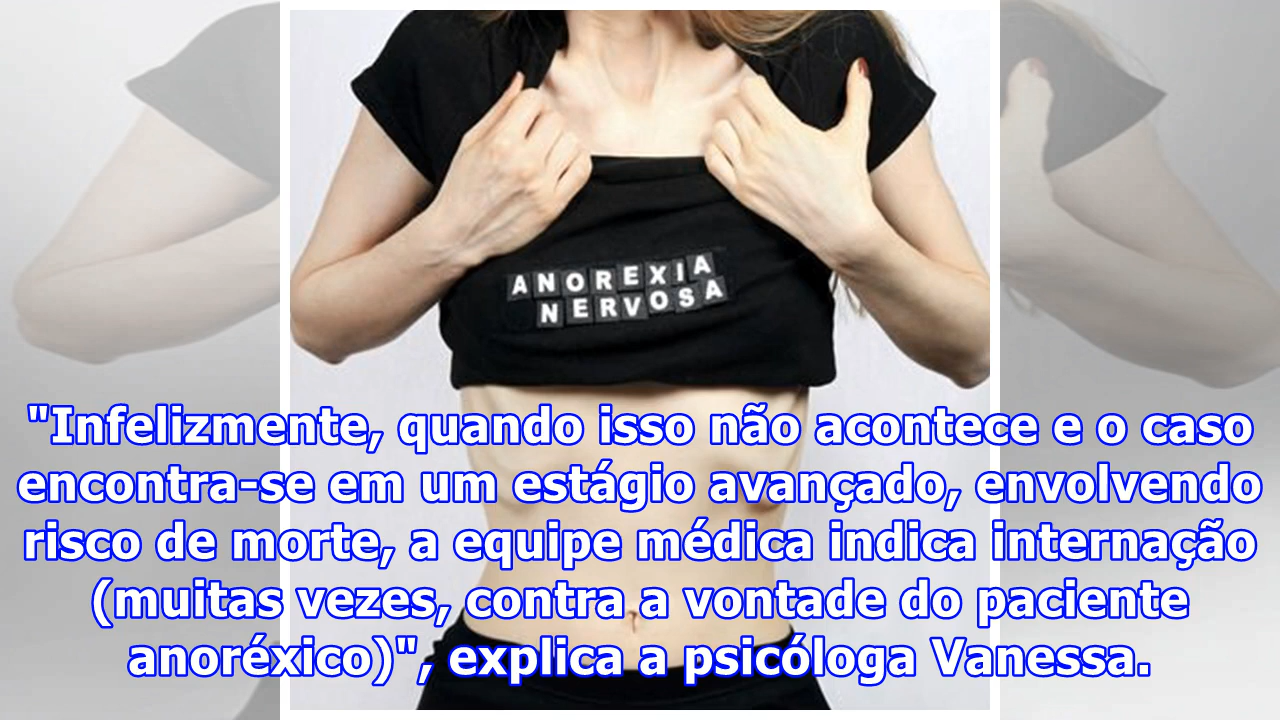 ANOREXIA
NERVOSA
"Infelizmente, quando isso não acontece e o caso
encontra-se em um estágio avançado, envolvendo
risco de morte, a equipe médica indica internação
(muitas vezes, contra a vontade do paciente
anoréxico)", explica a psicóloga Vanessa.